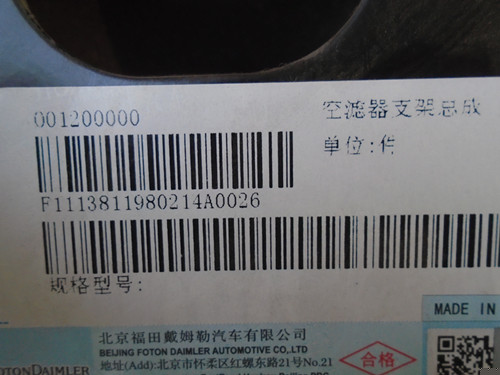 001200000
空滤器支架总成
单位:件
F1113811980214A0026
规格型号:
MADE IN
北京福田戴姆勒汽车有限公司
BEIJING FOTON DAIMLER AUTOMOTIVE CO.,LTD
FOTONDAIMLER
地址(Add):北京市怀柔区红螺东路21号No.21
合格